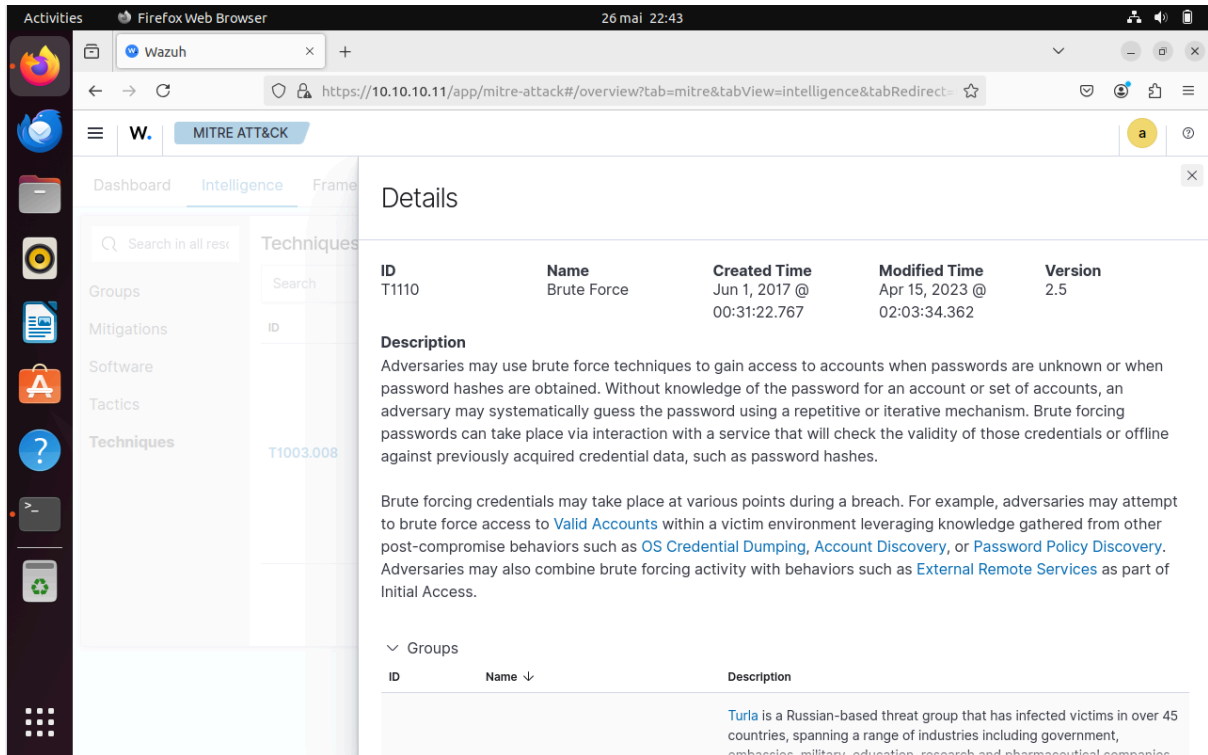 Activities Firefox Web Browser 26 mai 22:43
Wazuh
https://10.10.10.11/app/mitre-attack#/overview?tab=mitre&tabView=intelligence&tabRedirect=
W. MITRE ATT&CK a
Dashboard Intelligence Frame
Details
Search in all resc
Techniques
Search
ID
Groups
Mitigations
Software
Tactics
Techniques
T1003.008
ID Name Created Time Modified Time Version
T1110 Brute Force Jun 1, 2017 @ Apr 15, 2023 @ 2.5
00:31:22.767 02:03:34.362
Description
Adversaries may use brute force techniques to gain access to accounts when passwords are unknown or when
password hashes are obtained. Without knowledge of the password for an account or set of accounts, an
adversary may systematically guess the password using a repetitive or iterative mechanism. Brute forcing
passwords can take place via interaction with a service that will check the validity of those credentials or offline
against previously acquired credential data, such as password hashes.
Brute forcing credentials may take place at various points during a breach. For example, adversaries may attempt
to brute force access to Valid Accounts within a victim environment leveraging knowledge gathered from other
post-compromise behaviors such as OS Credential Dumping, Account Discovery, or Password Policy Discovery.
Adversaries may also combine brute forcing activity with behaviors such as External Remote Services as part of
Initial Access.
Groups
ID Name Description
Turla is a Russian-based threat group that has infected victims in over 45
countries, spanning a range of industries including government,
embassies, military, education, research and pharmaceutical companies